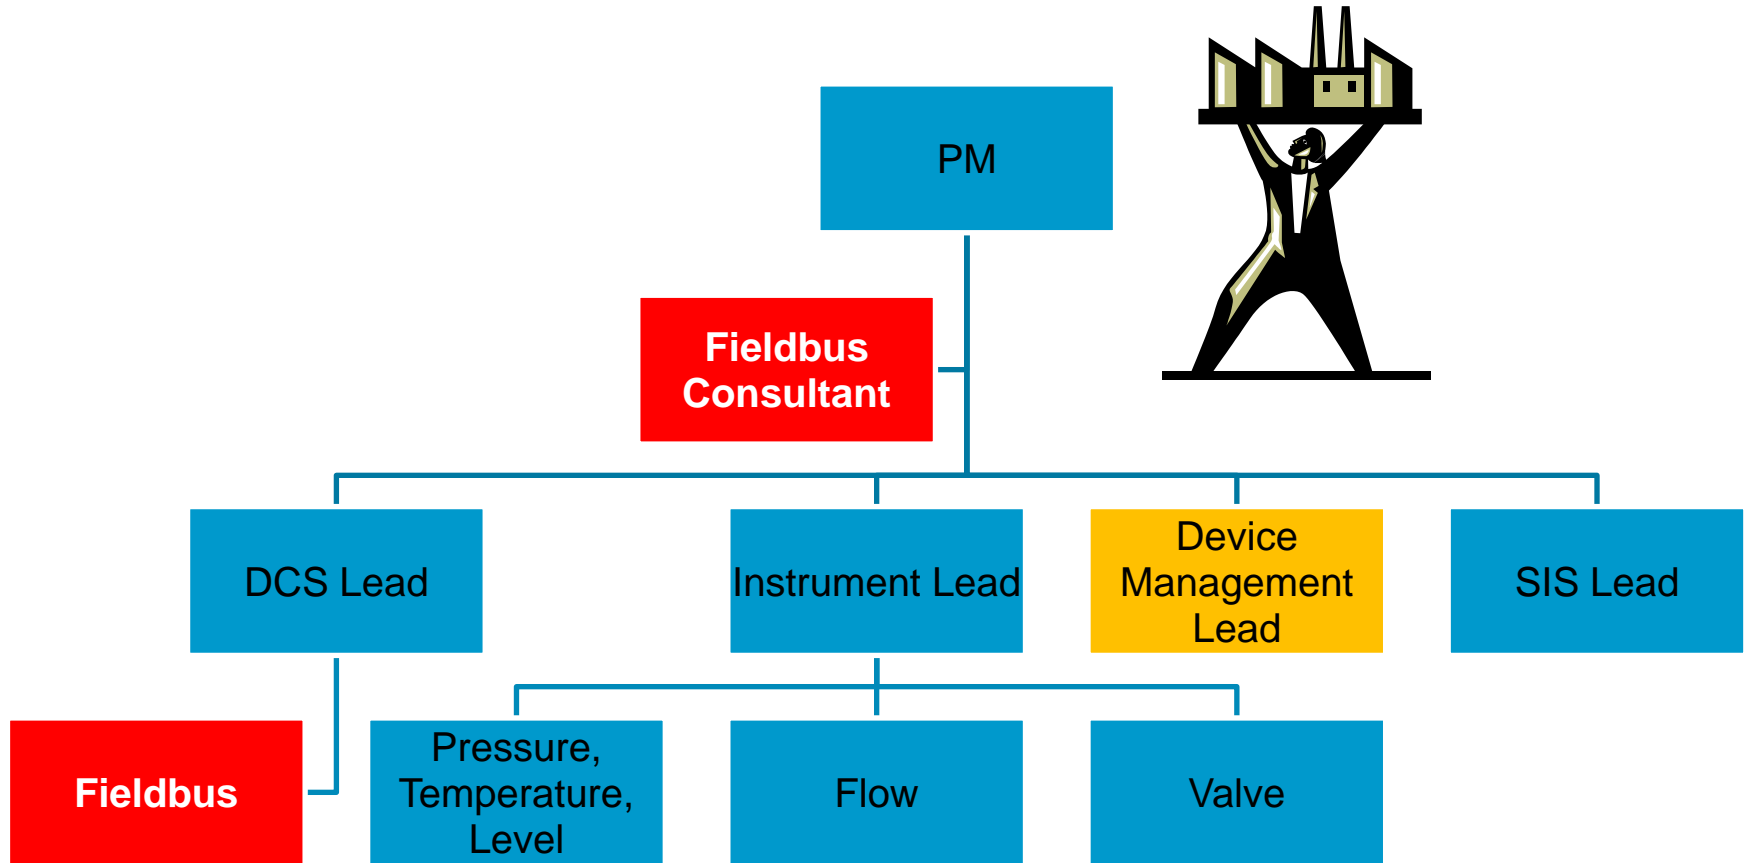 PM
Fieldbus
Consultant
DCS Lead
Instrument Lead
Device
Management
Lead
SIS Lead
Fieldbus
Pressure,
Temperature,
Level
Flow
Valve